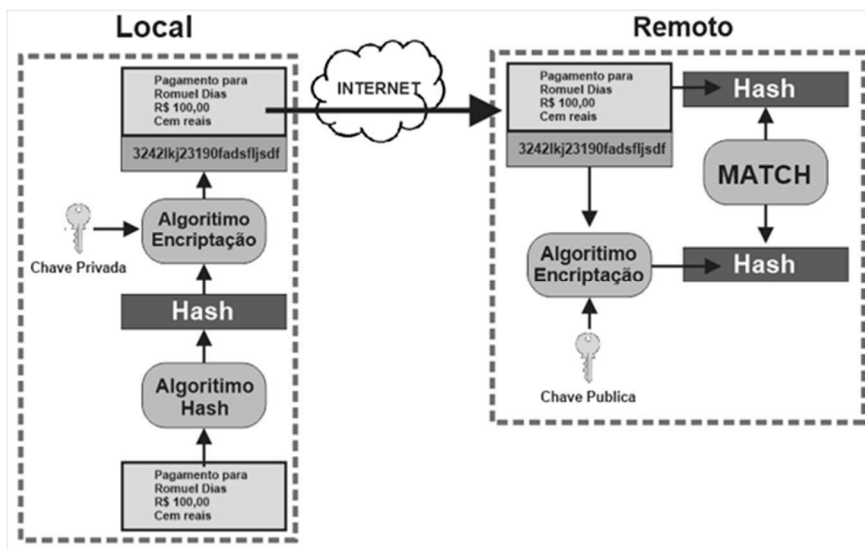 Local
Pagamento para
Romuel Dias
R$ 100,00
Cem reais
3242lkj23190fadsfljsdf
Algoritimo
Encriptação
Chave Privada
Hash
Algoritimo
Hash
Pagamento para
Romuel Dias
R$ 100,00
Cem reais
INTERNET
Remoto
Pagamento para
Romuel Dias
R$ 100,00
Cem reais
3242lkj23190fadsfljsdf
Hash
MATCH
Algoritimo
Encriptação
Hash
Chave Publica